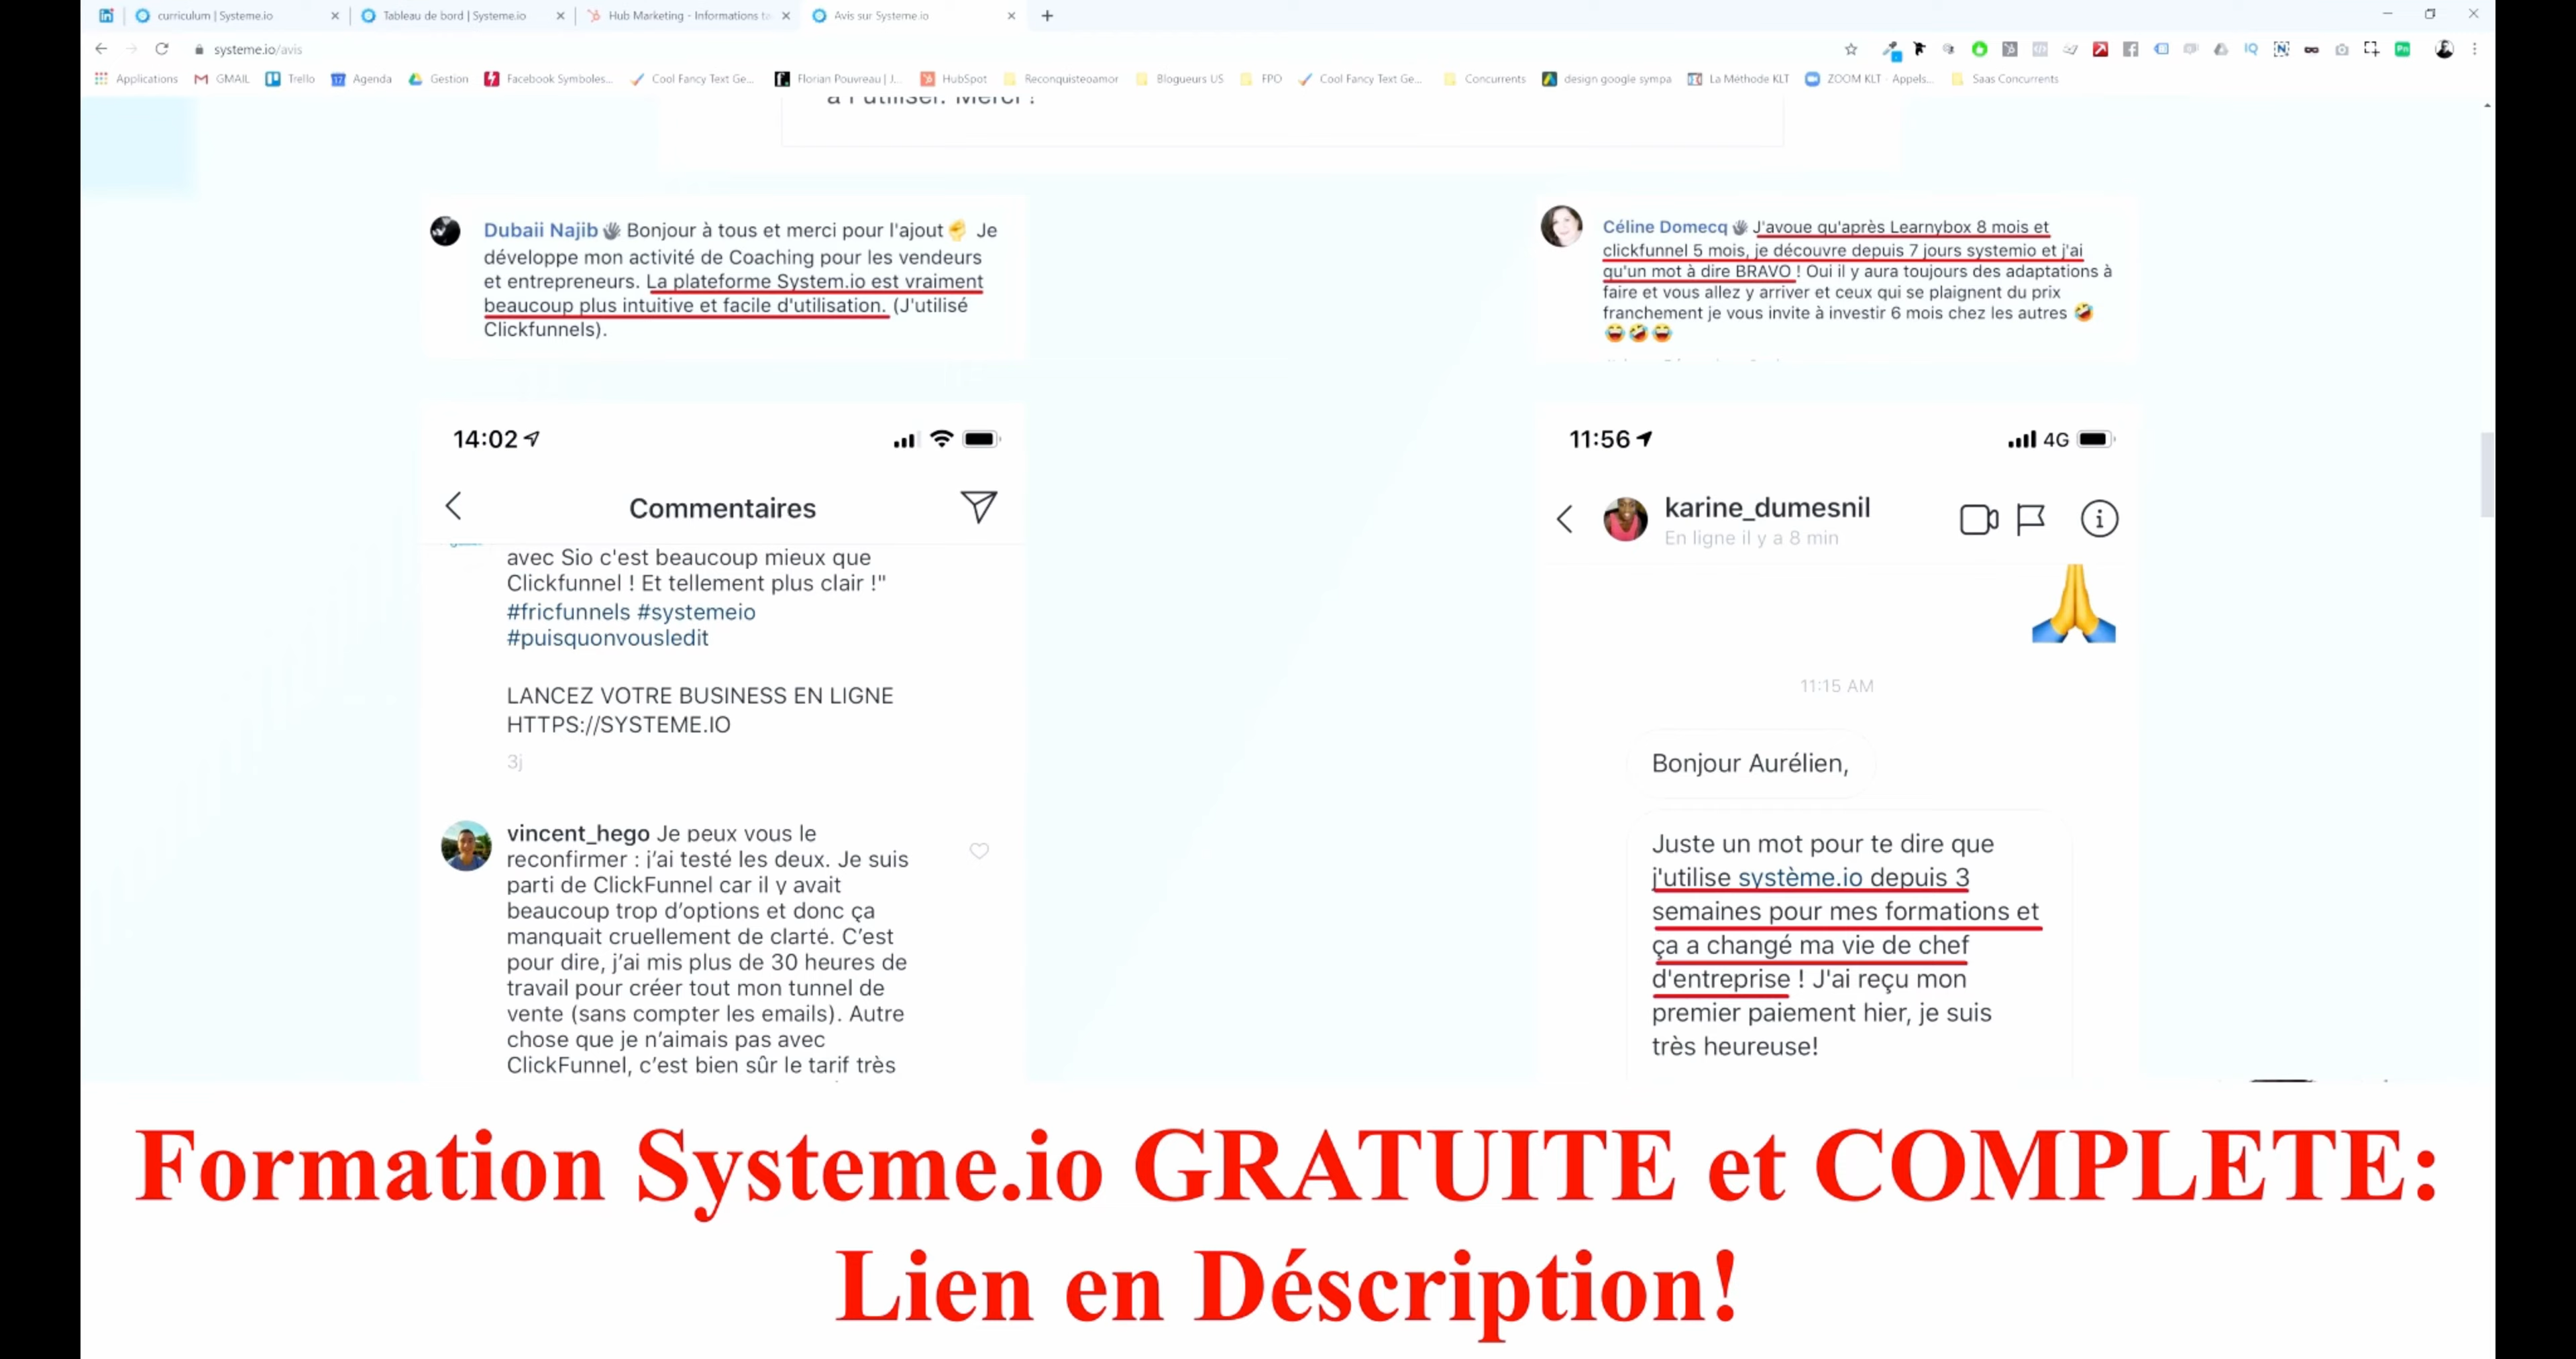 curriculum | Systeme.io
Tableau de bord | Systeme.io
Hub Marketing - Informations ta
Avis sur Systeme.io
systeme.io/avis
Applications
GMAIL
Trello
Agenda
Gestion
Facebook Symboles...
Cool Fancy Text Ge...
Florian Pouvreau | J...
HubSpot
Reconquisteoamor
Blogueurs US
FPO
Cool Fancy Text Ge...
Concurrents
design google sympa
La Méthode KLT
ZOOM KLT - Appels...
Saas Concurrents
à l'utiliser. Merci !
Dubaii Najib 👋 Bonjour à tous et merci pour l'ajout ✊ Je
développe mon activité de Coaching pour les vendeurs
et entrepreneurs. La plateforme System.io est vraiment
beaucoup plus intuitive et facile d'utilisation. (J'utilisé
Clickfunnels).
Céline Domecq 👋 J'avoue qu'après Learnybox 8 mois et
clickfunnel 5 mois, je découvre depuis 7 jours systemio et j'ai
qu'un mot à dire BRAVO ! Oui il y aura toujours des adaptations à
faire et vous allez y arriver et ceux qui se plaignent du prix
franchement je vous invite à investir 6 mois chez les autres 🤣
😂🤣😂
14:02
Commentaires
avec Sio c'est beaucoup mieux que
Clickfunnel ! Et tellement plus clair !"
#fricfunnels #systemeio
#puisquonvousledit
LANCEZ VOTRE BUSINESS EN LIGNE
HTTPS://SYSTEME.IO
3j
vincent_hego Je peux vous le
reconfirmer : j'ai testé les deux. Je suis
parti de ClickFunnel car il y avait
beaucoup trop d'options et donc ça
manquait cruellement de clarté. C'est
pour dire, j'ai mis plus de 30 heures de
travail pour créer tout mon tunnel de
vente (sans compter les emails). Autre
chose que je n'aimais pas avec
ClickFunnel, c'est bien sûr le tarif très
11:56
4G
karine_dumesnil
En ligne il y a 8 min
🙏
11:15 AM
Bonjour Aurélien,
Juste un mot pour te dire que
j'utilise système.io depuis 3
semaines pour mes formations et
ça a changé ma vie de chef
d'entreprise ! J'ai reçu mon
premier paiement hier, je suis
très heureuse!
Formation Systeme.io GRATUITE et COMPLETE:
Lien en Déscription!